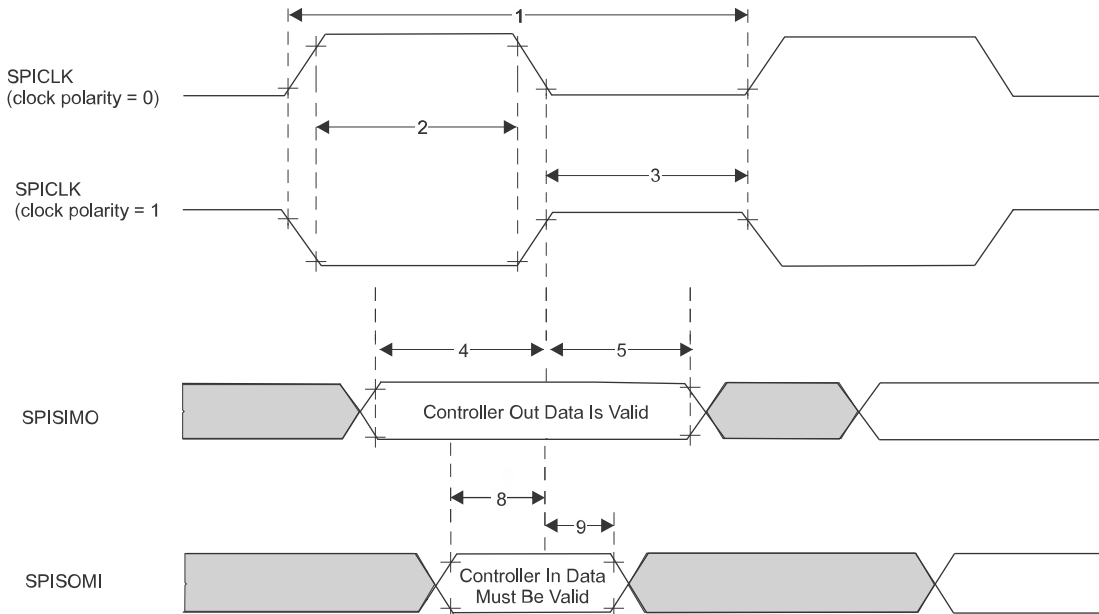 1
SPICLK
(clock polarity = 0)
2
3
SPICLK
(clock polarity = 1
4
5
SPISIMO
Controller Out Data Is Valid
8
9
SPISOMI
Controller In Data
Must Be Valid